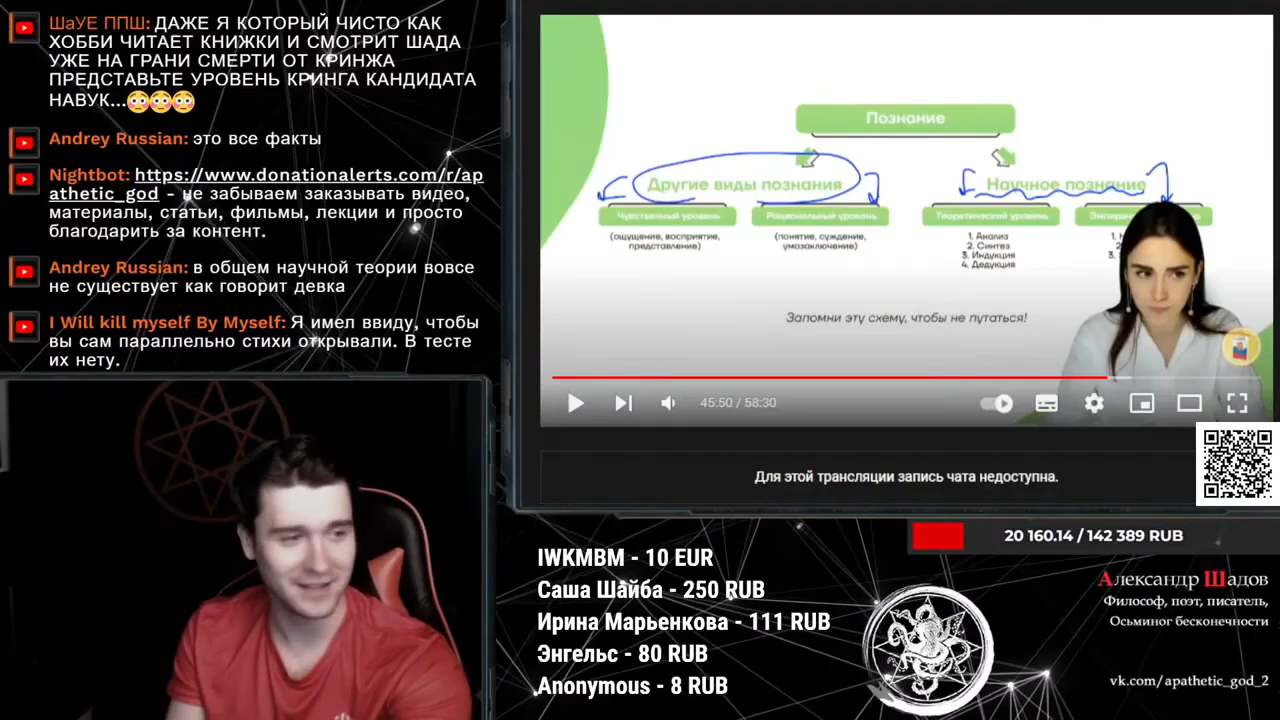 ШаУЕ ППШ: ДАЖЕ Я КОТОРЫЙ ЧИСТО КАК
ХОББИ ЧИТАЕТ КНИЖКИ И СМОТРИТ ШАДА
УЖЕ НА ГРАНИ СМЕРТИ ОТ КРИНЖА
ПРЕДСТАВЬТЕ УРОВЕНЬ КРИНГА КАНДИДАТА
НАВУК...😳😳😳
Andrey Russian: это все факты
Nightbot: https://www.donationalerts.com/r/ap
athetic_god - не забываем заказывать видео,
материалы, статьи, фильмы, лекции и просто
благодарить за контент.
Andrey Russian: в общем научной теории вовсе
не существует как говорит девка
I Will kill myself By Myself: Я имел ввиду, чтобы
вы сам параллельно стихи открывали. В тесте
их нету.
Познание
Другие виды познания
Научное познание
Чувственный уровень
Рациональный уровень
Теоретический уровень
(ощущение, восприятие,
представление)
(понятие, суждение,
умозаключение)
1. Анализ
2. Синтез
3. Индукция
4. Дедукция
Запомни эту схему, чтобы не путаться!
45:50 / 58:30
Для этой трансляции запись чата недоступна.
20 160.14 / 142 389 RUB
IWKMBM - 10 EUR
Саша Шайба - 250 RUB
Ирина Марьенкова - 111 RUB
Энгельс - 80 RUB
Anonymous - 8 RUB
Александр Шадов
Философ, поэт, писатель,
Осьминог бесконечности
vk.com/apathetic_god_2